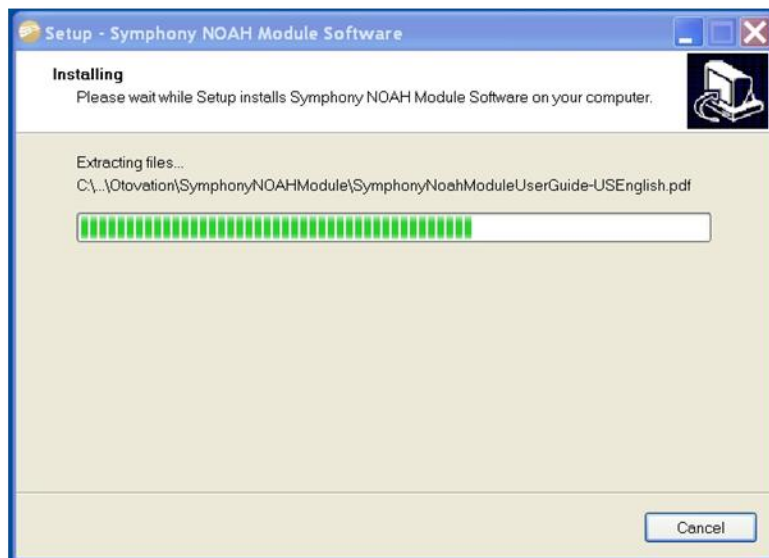 Setup - Symphony NOAH Module Software
Installing
Please wait while Setup installs Symphony NOAH Module Software on your computer.
Extracting files...
C:\...\Otovation\SymphonyNOAHModule\SymphonyNoahModuleUserGuide-USEnglish.pdf
Cancel